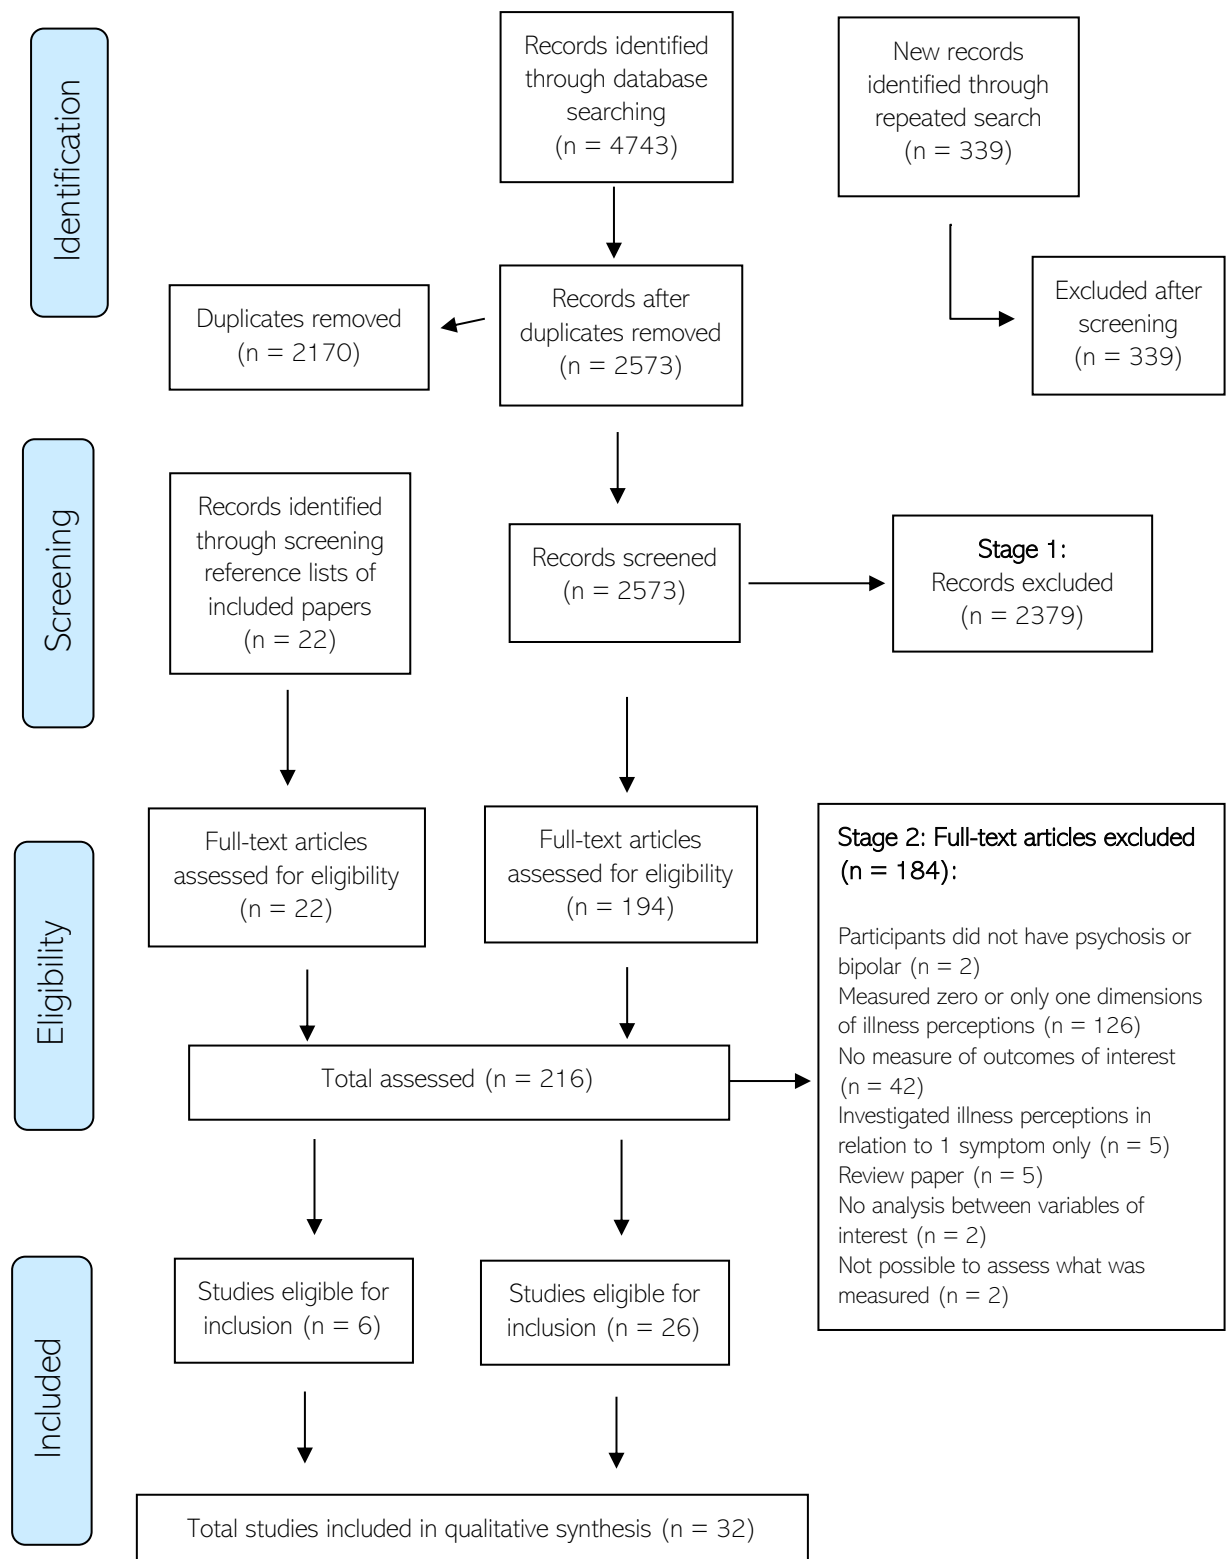 Identification
Records identified
through database
searching
(n = 4743)
New records
identified through
repeated search
(n = 339)
Duplicates removed
(n = 2170)
Records after
duplicates removed
(n = 2573)
Excluded after
screening
(n = 339)
Screening
Records identified
through screening
reference lists of
included papers
(n = 22)
Records screened
(n = 2573)
Stage 1:
Records excluded
(n = 2379)
Eligibility
Full-text articles
assessed for eligibility
(n = 22)
Full-text articles
assessed for eligibility
(n = 194)
Total assessed (n = 216)
Stage 2: Full-text articles excluded
(n = 184):
Participants did not have psychosis or
bipolar (n = 2)
Measured zero or only one dimensions
of illness perceptions (n = 126)
No measure of outcomes of interest
(n = 42)
Investigated illness perceptions in
relation to 1 symptom only (n = 5)
Review paper (n = 5)
No analysis between variables of
interest (n = 2)
Not possible to assess what was
measured (n = 2)
Included
Studies eligible for
inclusion (n = 6)
Studies eligible for
inclusion (n = 26)
Total studies included in qualitative synthesis (n = 32)